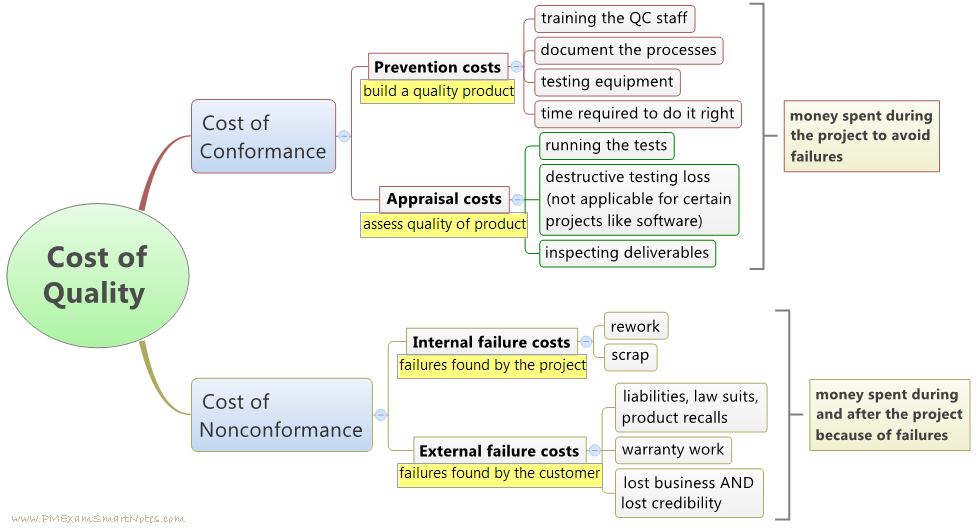 Cost of
Quality
Cost of
Conformance
Prevention costs
build a quality product
training the QC staff
document the processes
testing equipment
time required to do it right
Appraisal costs
assess quality of product
running the tests
destructive testing loss
(not applicable for certain
projects like software)
inspecting deliverables
money spent during
the project to avoid
failures
Cost of
Nonconformance
Internal failure costs
failures found by the project
rework
scrap
External failure costs
failures found by the customer
liabilities, law suits,
product recalls
warranty work
lost business AND
lost credibility
money spent during
and after the project
because of failures
www.PMExamSmartNotes.com